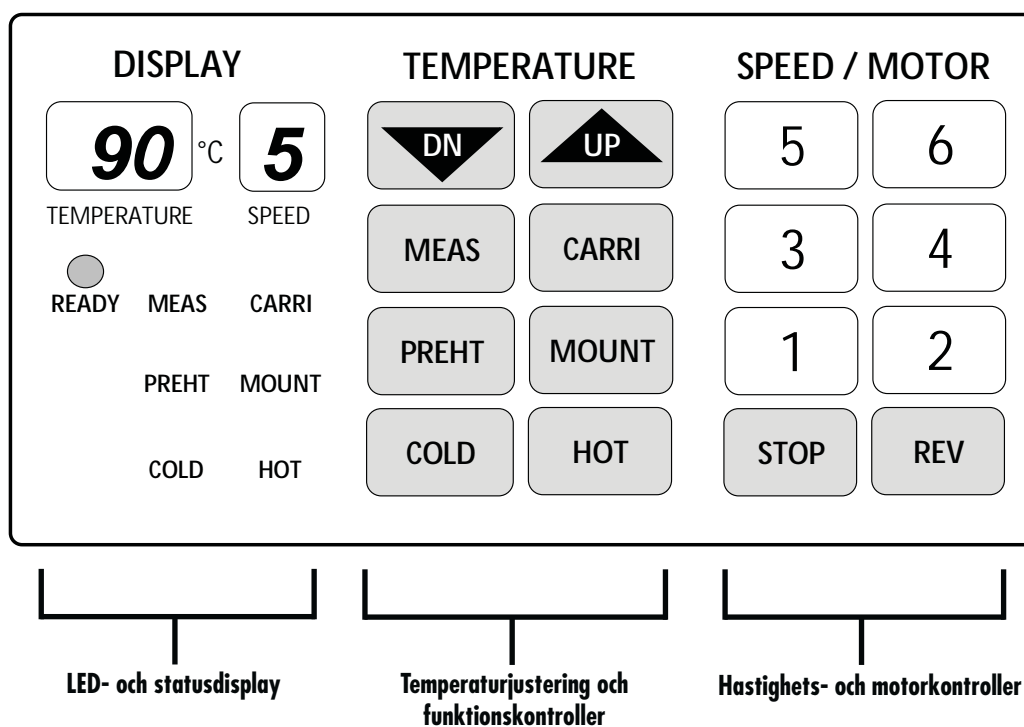 DISPLAY
90 °C 5
TEMPERATURE SPEED
READY MEAS CARRI
PREHT MOUNT
COLD HOT
TEMPERATURE
DN UP
MEAS CARRI
PREHT MOUNT
COLD HOT
SPEED / MOTOR
5 6
3 4
1 2
STOP REV
LED- och statusdisplay
Temperaturjustering och
funktionskontroller
Hastighets- och motorkontroller